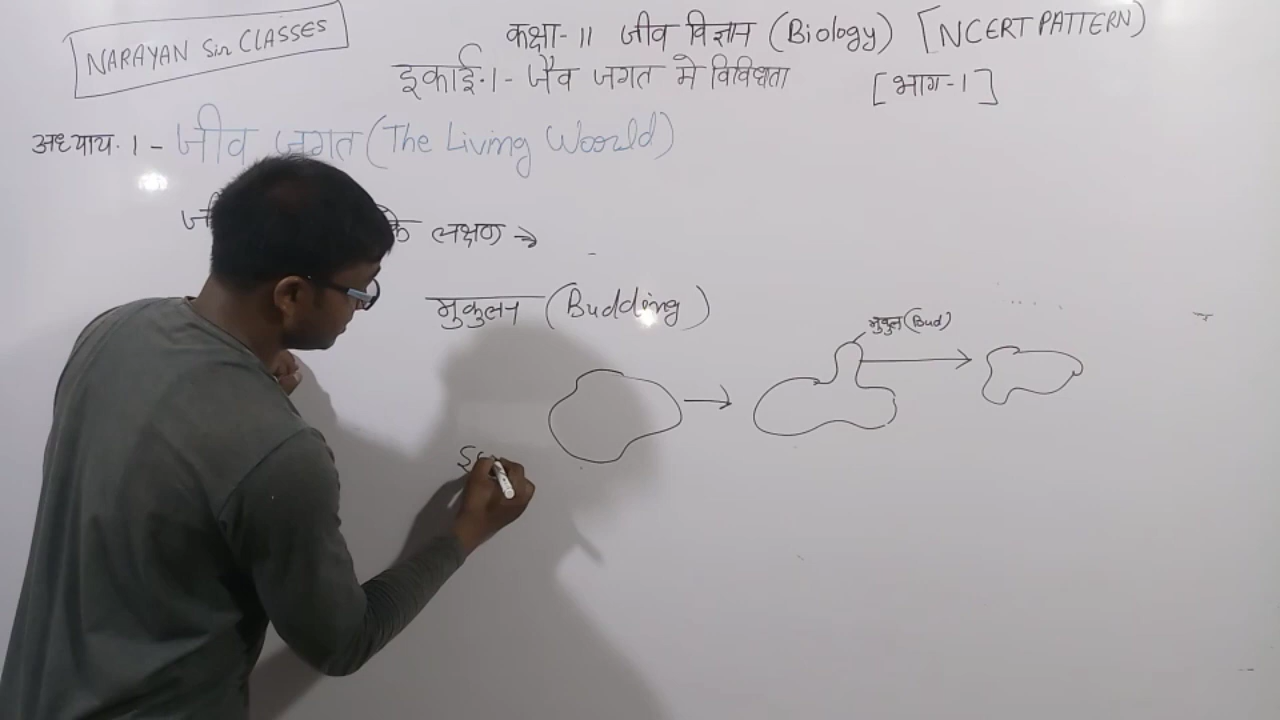 NARAYAN Sir CLASSES
कक्षा-11 जीव विज्ञान (Biology) [NCERT PATTERN)
इकाई.1- जैव जगत मे विविधता [भाग-1]
अध्याय.1- जीव जगत (The Living World)
के लक्षण →
मुकुलन (Budding)
मुकुल (Bud)